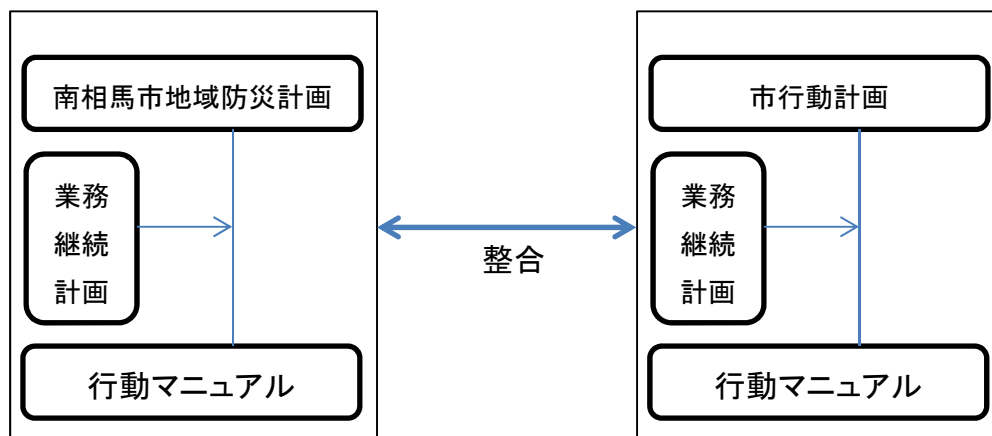 南相馬市地域防災計画
業務
継続
計画
行動マニュアル
整合
市行動計画
業務
継続
計画
行動マニュアル